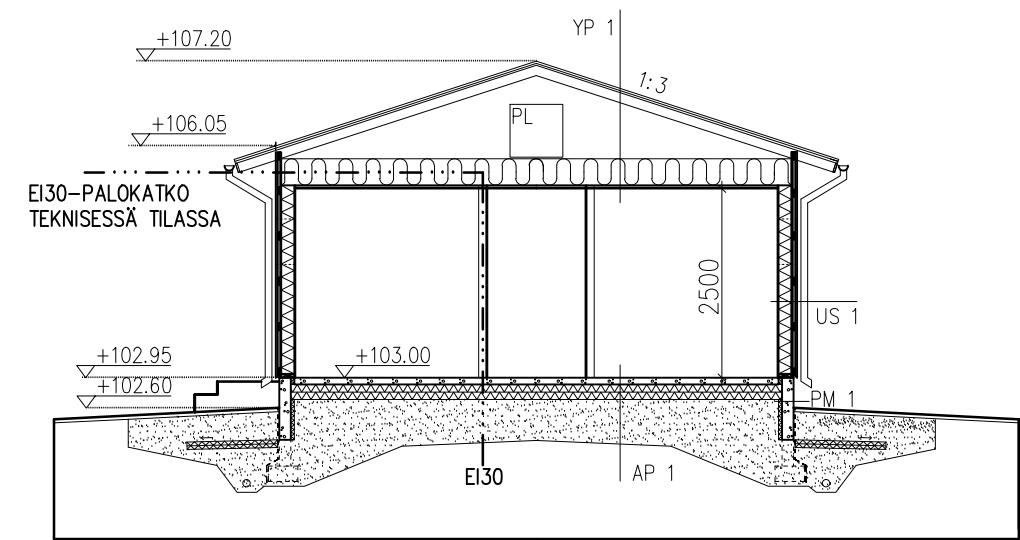 YP 1
+107.20
1:3
PL
+106.05
EI30-PALOKATKO
TEKNISESSÄ TILASSA
2500
US 1
+102.95
+103.00
+102.60
PM 1
EI30
AP 1